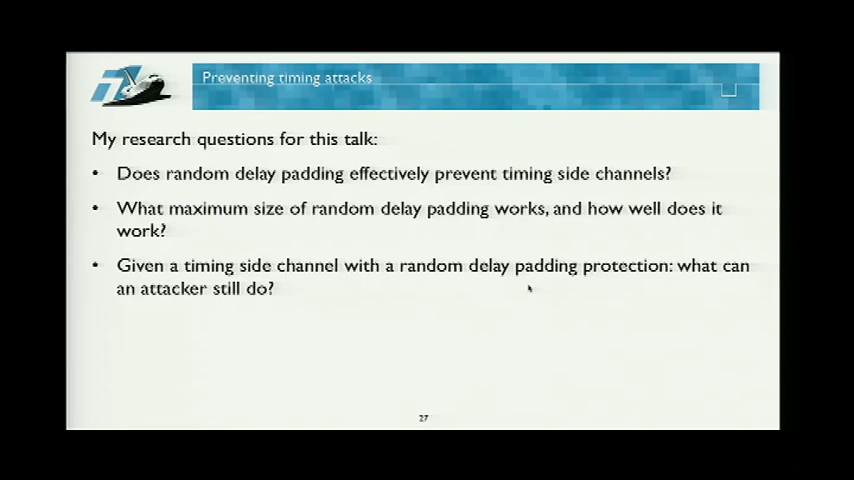 Preventing timing attacks
My research questions for this talk:
• Does random delay padding effectively prevent timing side channels?
• What maximum size of random delay padding works, and how well does it
work?
• Given a timing side channel with a random delay padding protection: what can
an attacker still do?
27